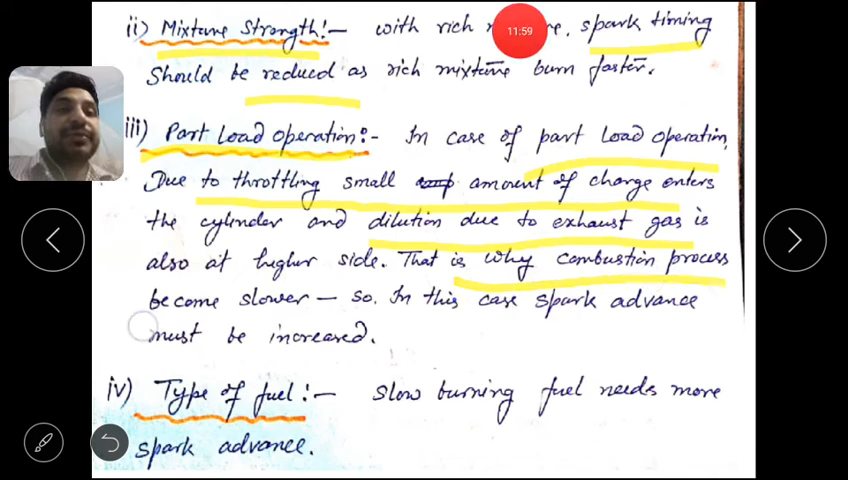 ii) Mixture Strength:- with rich spark timing
11:59
Should be reduced as rich mixture burn faster.
iii) Part Load operation:- In case of part load operation,
Due to throttling small amount of charge enters
the cylinder and dilution due to exhaust gas is
also at higher side. That is why combustion process
become slower — so. In this case spark advance
must be increased.
iv) Type of fuel:- Slow burning fuel needs more
spark advance.